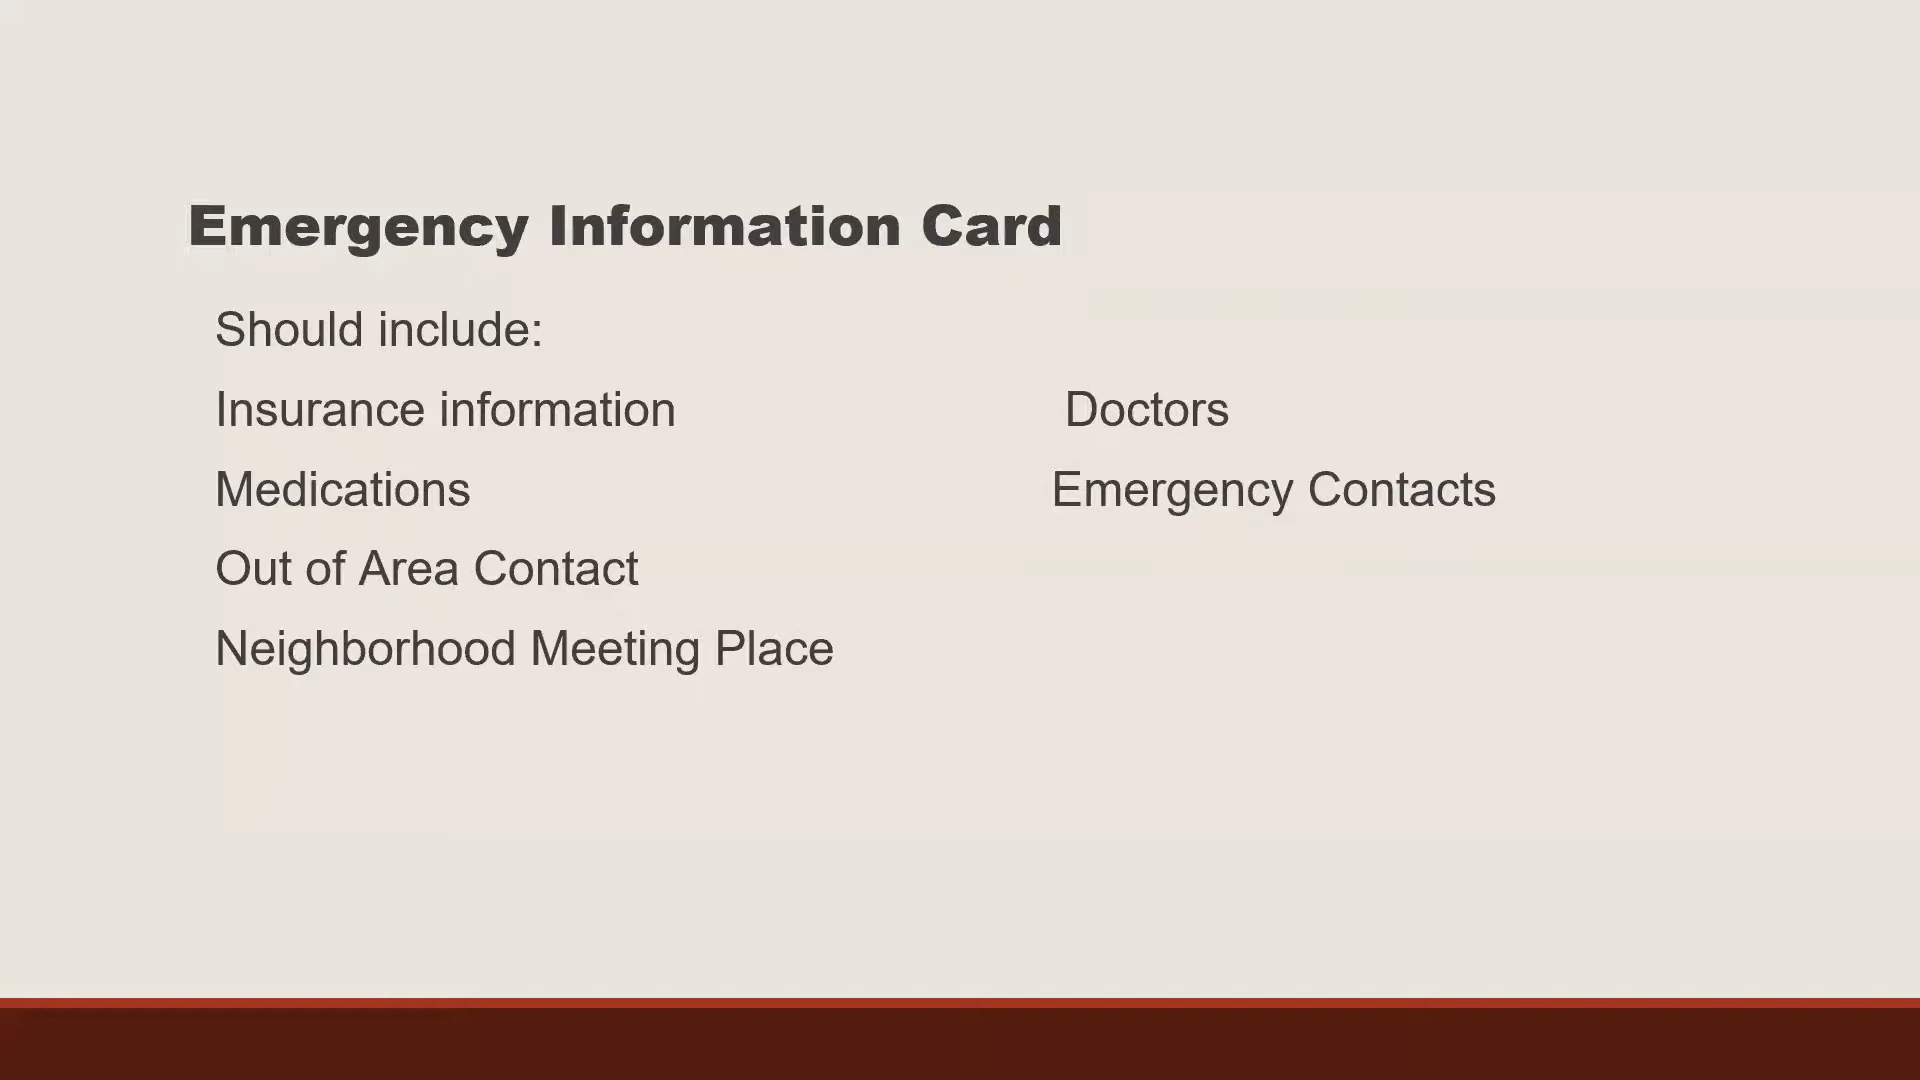 Emergency Information Card
Should include:
Insurance information Doctors
Medications Emergency Contacts
Out of Area Contact
Neighborhood Meeting Place